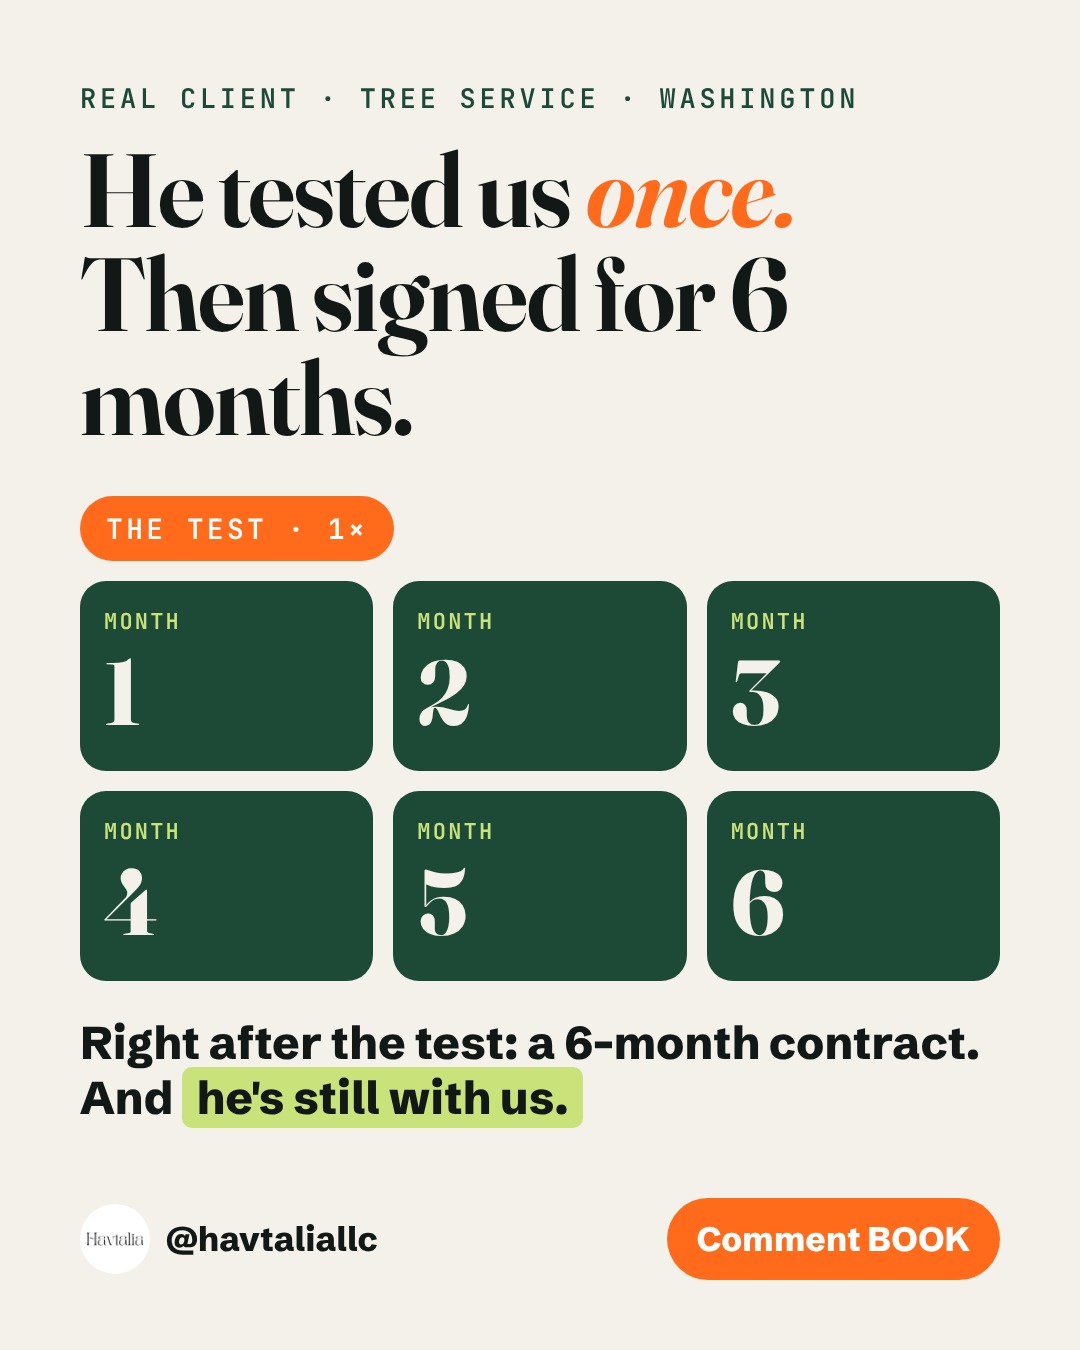 REAL CLIENT · TREE SERVICE · WASHINGTON
He tested us once.
Then signed for 6
months.
THE TEST · 1×
MONTH
1
MONTH
2
MONTH
3
MONTH
4
MONTH
5
MONTH
6
Right after the test: a 6-month contract.
And he's still with us.
Havtalia
@havtaliallc
Comment BOOK